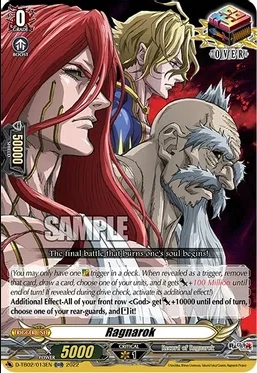 0
GRADE
BOOST
OVER
50000
SHIELD
SAMPLE
The final battle that burns one's soul begins!
(You may only have one trigger in a deck. When revealed as a trigger, remove
that card, draw a card, choose one of your units, and it gets +100 Million until
end of turn! If revealed during drive check, activate its additional effect!)
Additional Effect-All of your front row <God> get +10000 until end of turn,
choose one of your rear-guards, and it!
TRIGGER UNIT
Ragnarok
POWER
5000
CRITICAL
1
Record of Ragnarok
D-TB02/013EN
2022